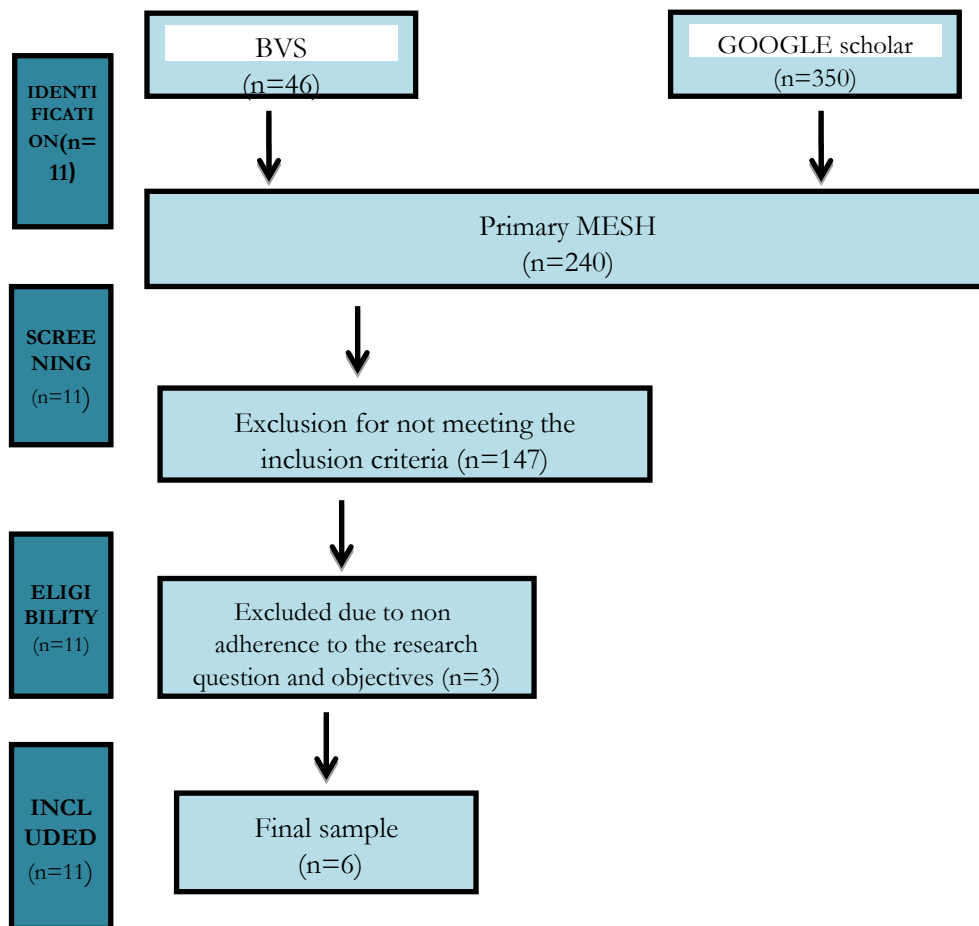 BVS
(n=46)
GOOGLE scholar
(n=350)
IDENTI
FICATI
ON(n=
11)
Primary MESH
(n=240)
SCREE
NING
(n=11)
Exclusion for not meeting the
inclusion criteria (n=147)
ELIGI
BILITY
(n=11)
Excluded due to non
adherence to the research
question and objectives (n=3)
INCL
UDED
(n=11)
Final sample
(n=6)